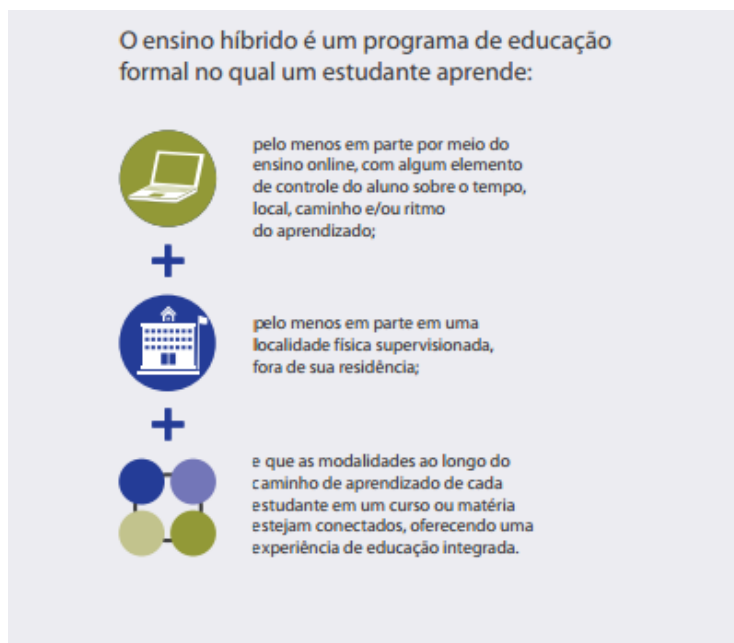 O ensino híbrido é um programa de educação
formal no qual um estudante aprende:
pelo menos em parte por meio do
ensino online, com algum elemento
de controle do aluno sobre o tempo,
local, caminho e/ou ritmo
do aprendizado;
+
pelo menos em parte em uma
localidade física supervisionada,
fora de sua residência;
+
e que as modalidades ao longo do
caminho de aprendizado de cada
estudante em um curso ou matéria
estejam conectados, oferecendo uma
experiência de educação integrada.